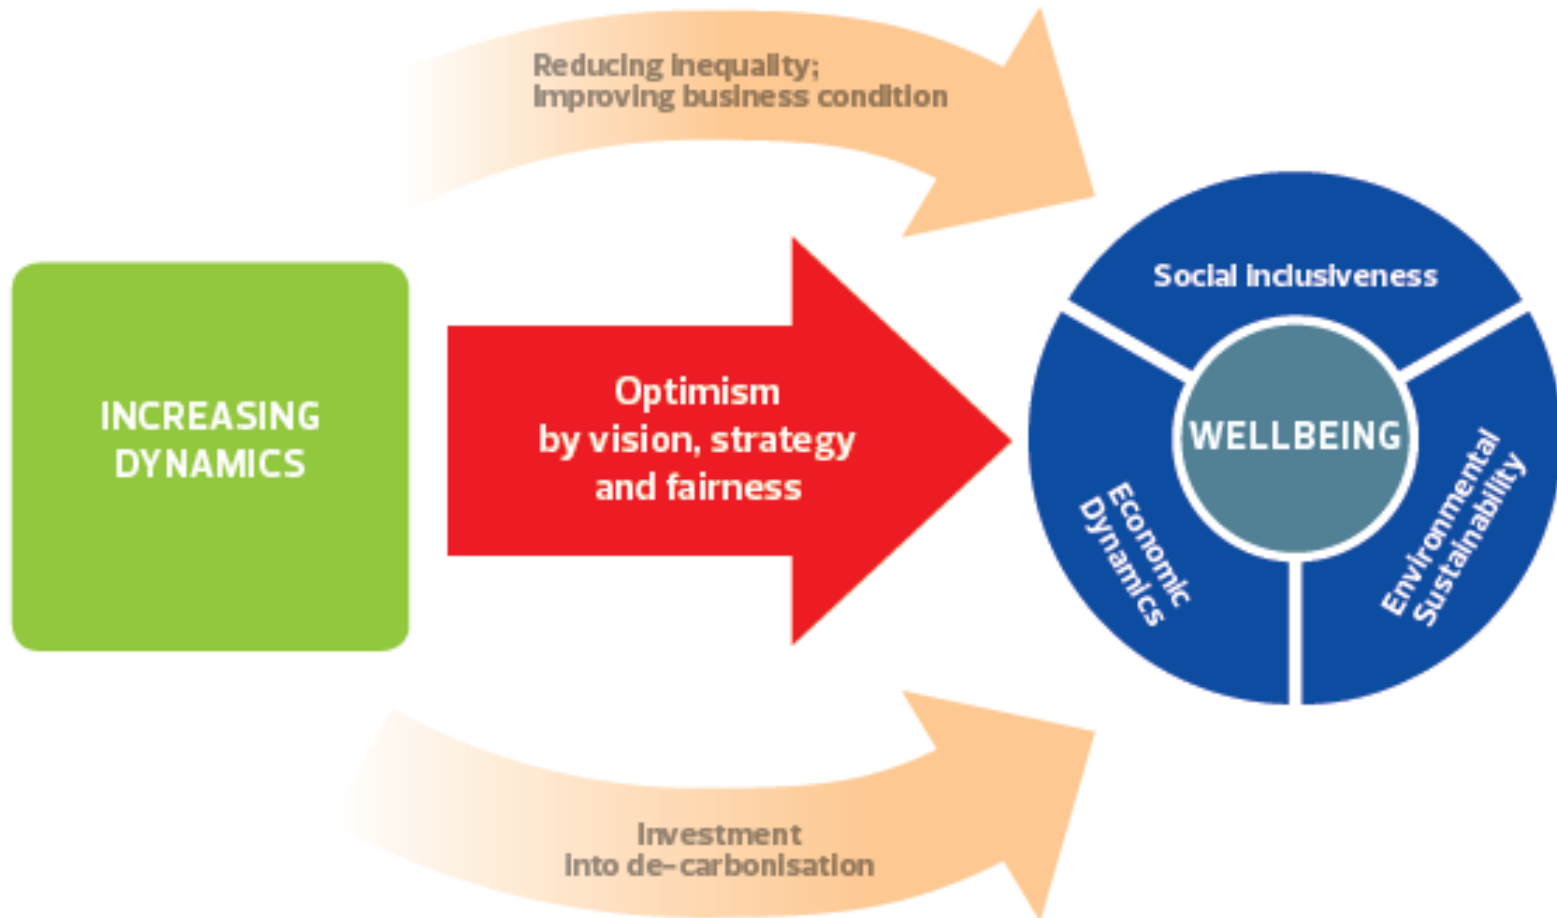 Reducing inequality;
Improving business condition
INCREASING
DYNAMICS
Optimism
by vision, strategy
and fairness
Social inclusiveness
WELLBEING
Economic
Dynamics
Environmental
Sustainability
Investment
into de-carbonisation